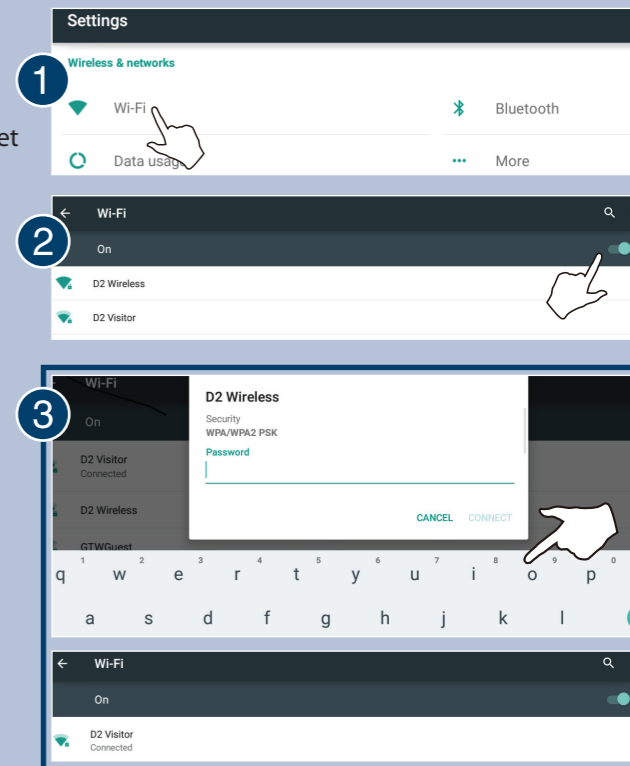 Settings
Wireless & networks
1
Wi-Fi
Bluetooth
et
Data usage
More
Wi-Fi
2
On
D2 Wireless
D2 Visitor
Wi-Fi
D2 Wireless
3
On
Security
WPA/WPA2 PSK
D2 Visitor
Password
Connected
D2 Wireless
CANCEL CONNECT
GTWGuest
1 2 3 4 5 6 7 8 9 0
q w e r t y u i o p
a s d f g h j k l
Wi-Fi
On
D2 Visitor
Connected